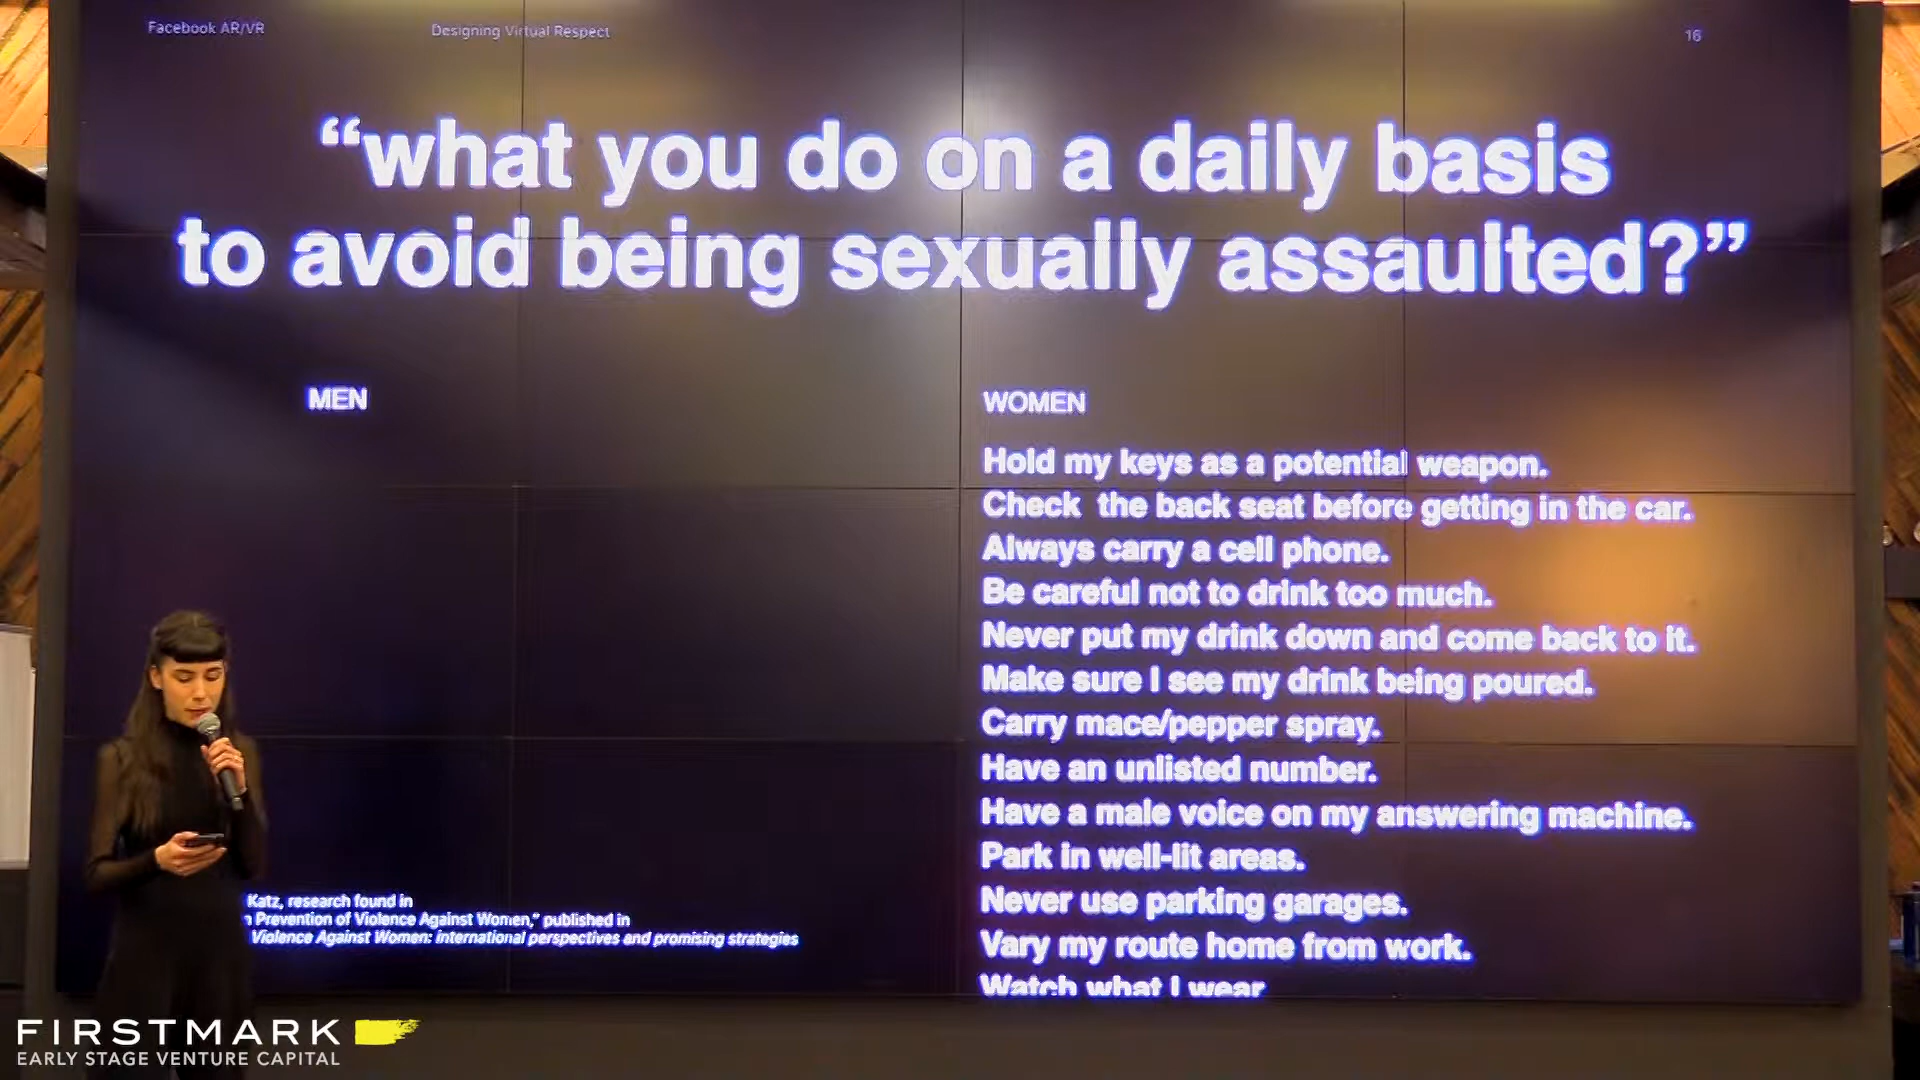 Facebook AR/VR
Designing Virtual Respect
16
“what you do on a daily basis
to avoid being sexually assaulted?”
MEN
WOMEN
Hold my keys as a potential weapon.
Check the back seat before getting in the car.
Always carry a cell phone.
Be careful not to drink too much.
Never put my drink down and come back to it.
Make sure I see my drink being poured.
Carry mace/pepper spray.
Have an unlisted number.
Have a male voice on my answering machine.
Park in well-lit areas.
Never use parking garages.
Vary my route home from work.
Watch what I wear
Katz, research found in
Prevention of Violence Against Women,” published in
Violence Against Women: international perspectives and promising strategies
FIRSTMARK
EARLY STAGE VENTURE CAPITAL